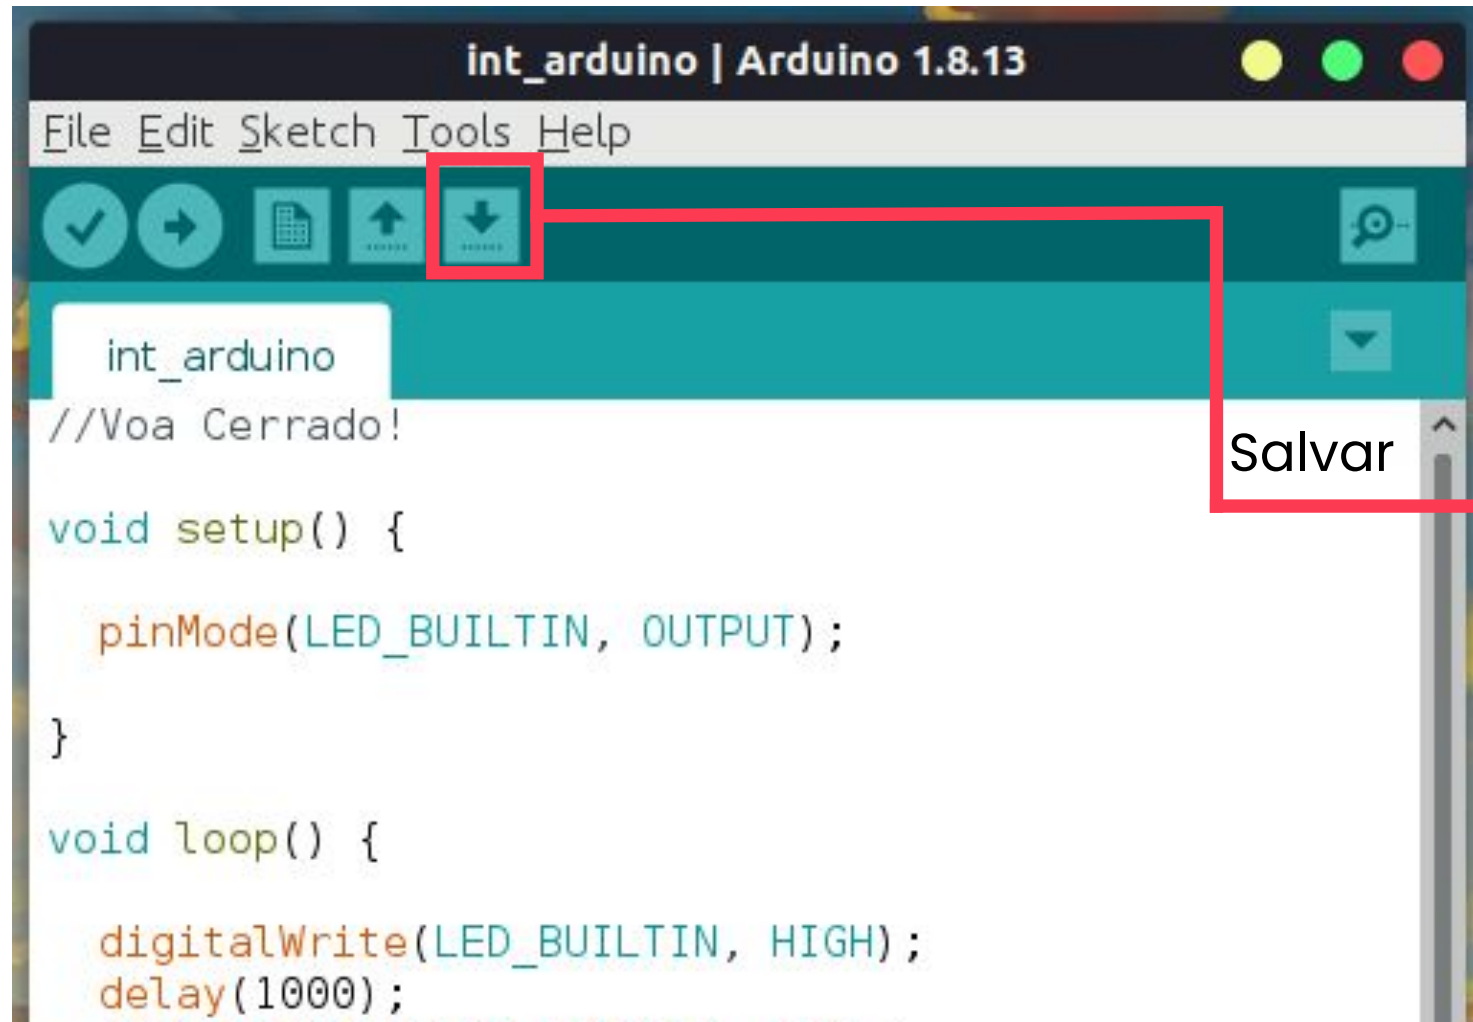 int_arduino | Arduino 1.8.13
File Edit Sketch Tools Help
int_arduino
//Voa Cerrado!
Salvar
void setup() {
pinMode(LED_BUILTIN, OUTPUT);
}
void loop() {
digitalWrite(LED_BUILTIN, HIGH);
delay(1000);